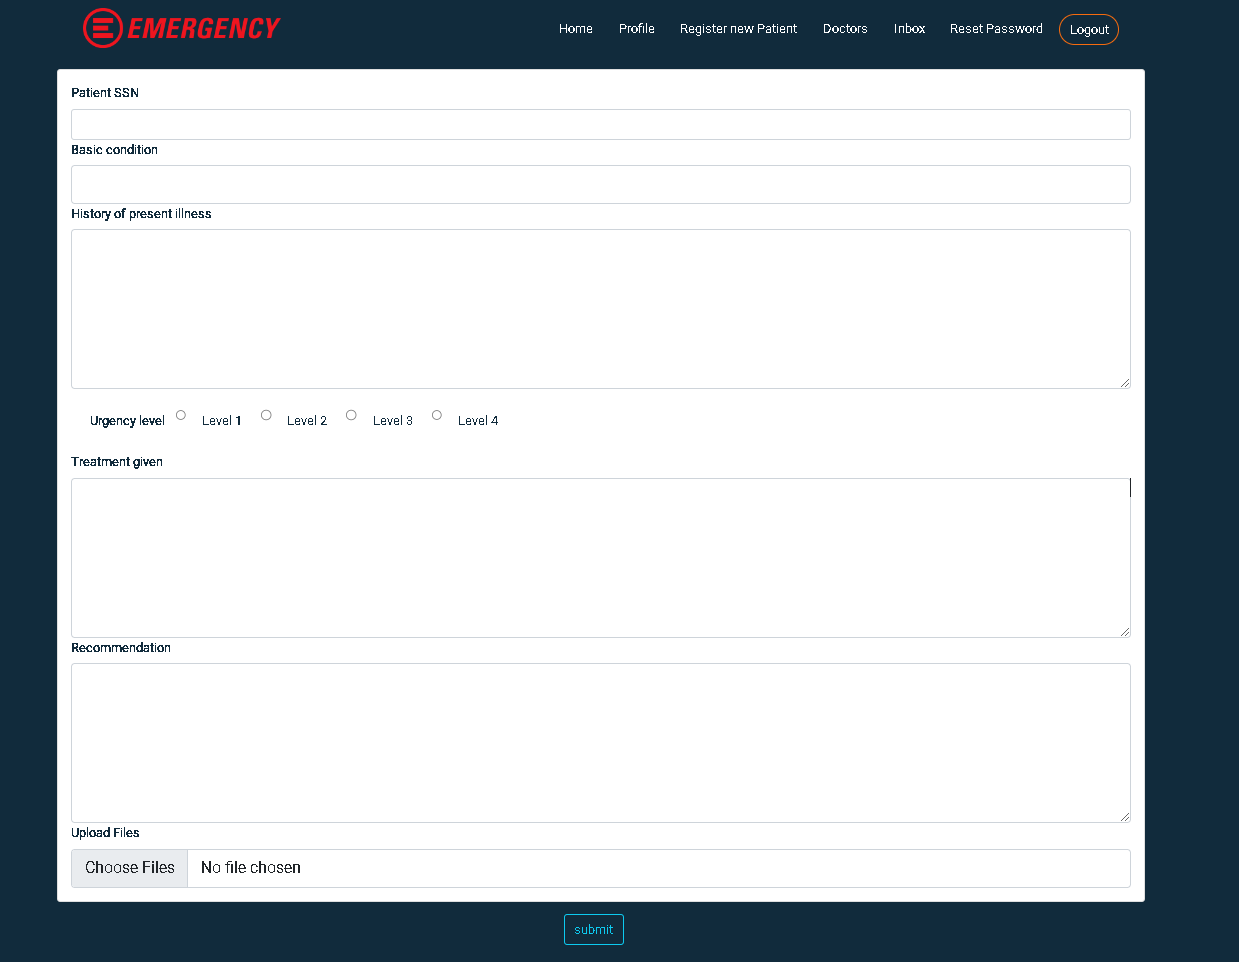 EMERGENCY Home Profile Register new Patient Doctors Inbox Reset Password Logout
Patient SSN
Basic condition
History of present illness
Urgency level Level 1 Level 2 Level 3 Level 4
Treatment given
Recommendation
Upload Files
Choose Files No file chosen
submit